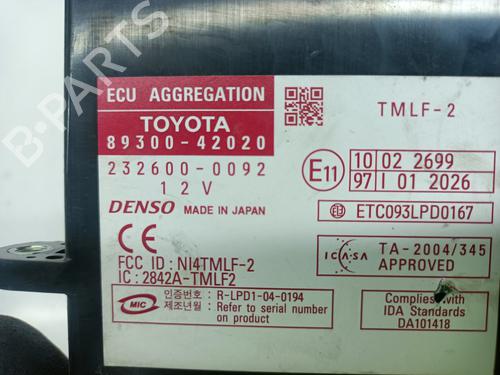 B-PARTS
ECU AGGREGATION
TOYOTA
89300-42020
232600-0092
12V
DENSO MADE IN JAPAN
CE
FCC ID : NI4TMLF-2
IC : 2842A-TMLF2
MIC
인증번호 : R-LPD1-04-0194
제조년월 : Refer to serial number
on product
TMLF-2
E11
10 02 2699
97 I 01 2026
ETC093LPD0167
ICASA
TA-2004/345
APPROVED
Complies with
IDA Standards
DA101418